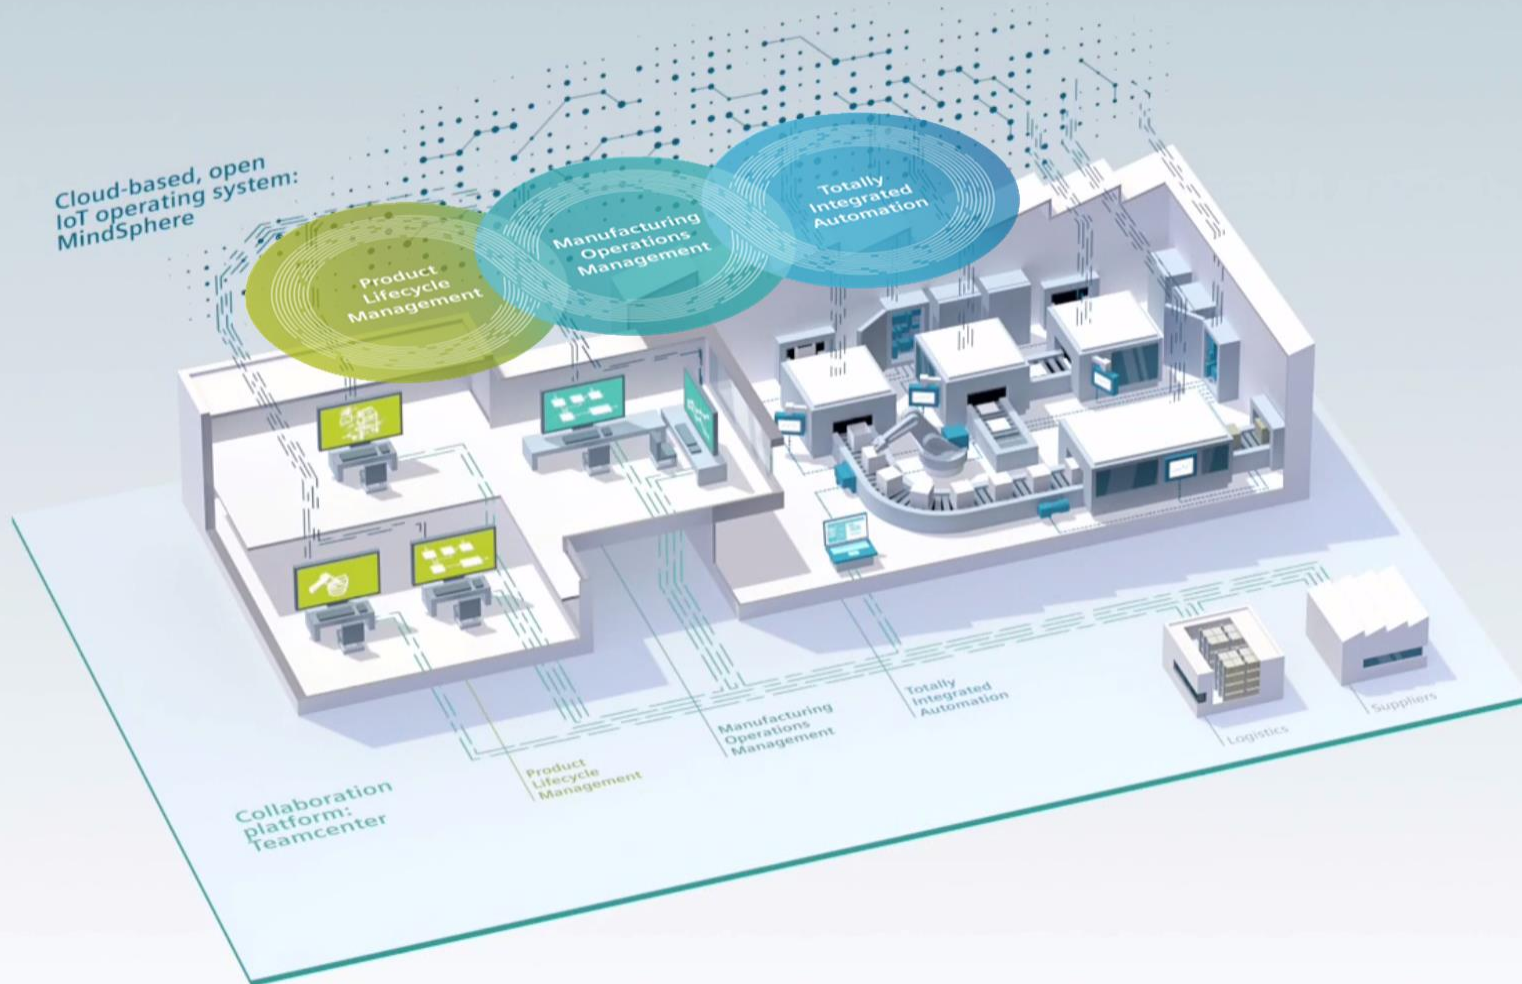 Cloud-based, open
IoT operating system:
MindSphere
Product
Lifecycle
Management
Manufacturing
Operations
Management
Totally
Integrated
Automation
Totally
Integrated
Automation
Manufacturing
Operations
Management
Product
Lifecycle
Management
Logistics
Suppliers
Collaboration
platform:
Teamcenter